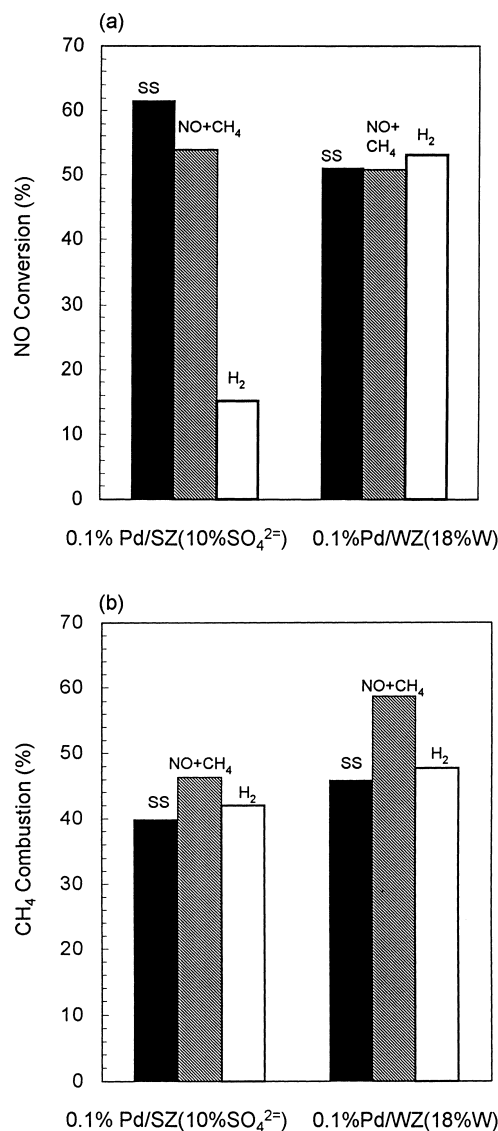 (a)
70
60
50
40
30
20
10
0
NO Conversion (%)
SS
NO+CH₄
H₂
SS
NO+
CH₄
H₂
0.1% Pd/SZ(10%SO₄²⁼) 0.1%Pd/WZ(18%W)
(b)
70
60
50
40
30
20
10
0
CH₄ Combustion (%)
SS
NO+CH₄
H₂
SS
NO+CH₄
H₂
0.1% Pd/SZ(10%SO₄²⁼) 0.1%Pd/WZ(18%W)